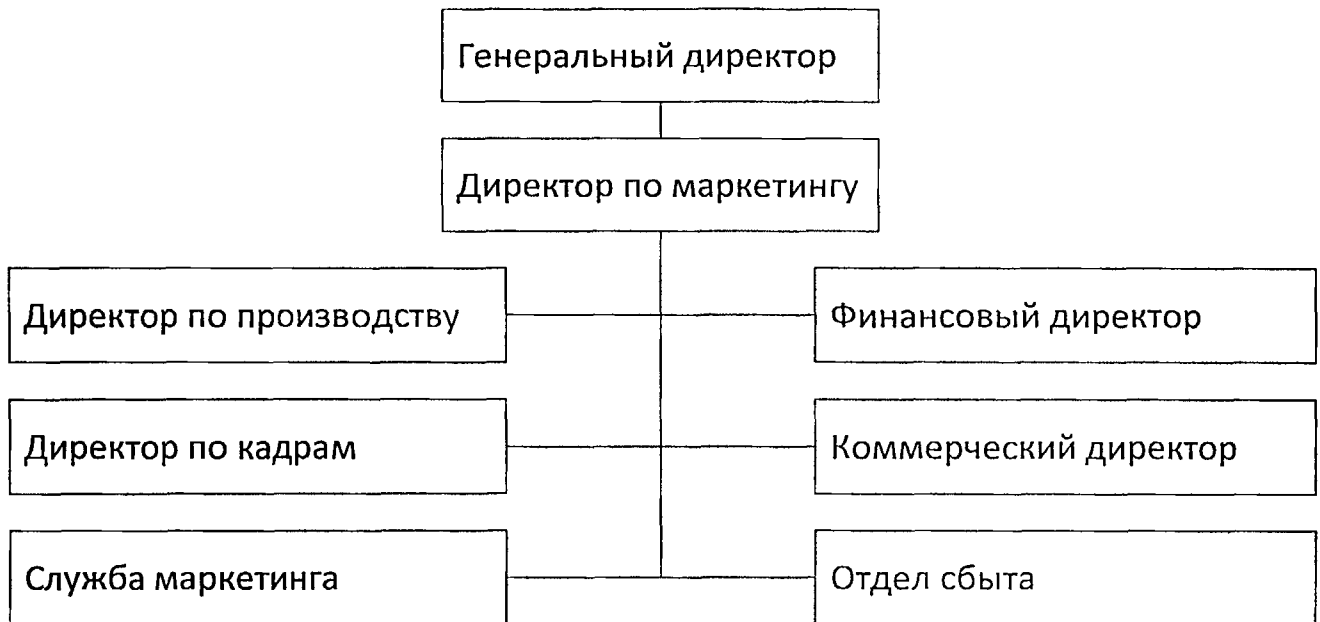 Генеральный директор
Директор по маркетингу
Директор по производству
Финансовый директор
Директор по кадрам
Коммерческий директор
Служба маркетинга
Отдел сбыта